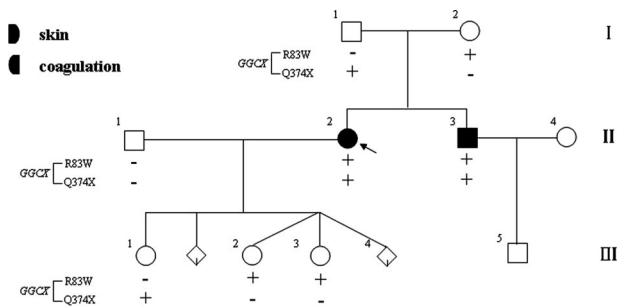 1 2 I
skin
coagulation
GGCX R83W - +
Q374X + -
1 2 3 4 II
GGCX R83W - + +
Q374X - + +
1 2 3 4 5 III
GGCX R83W - + +
Q374X + - -